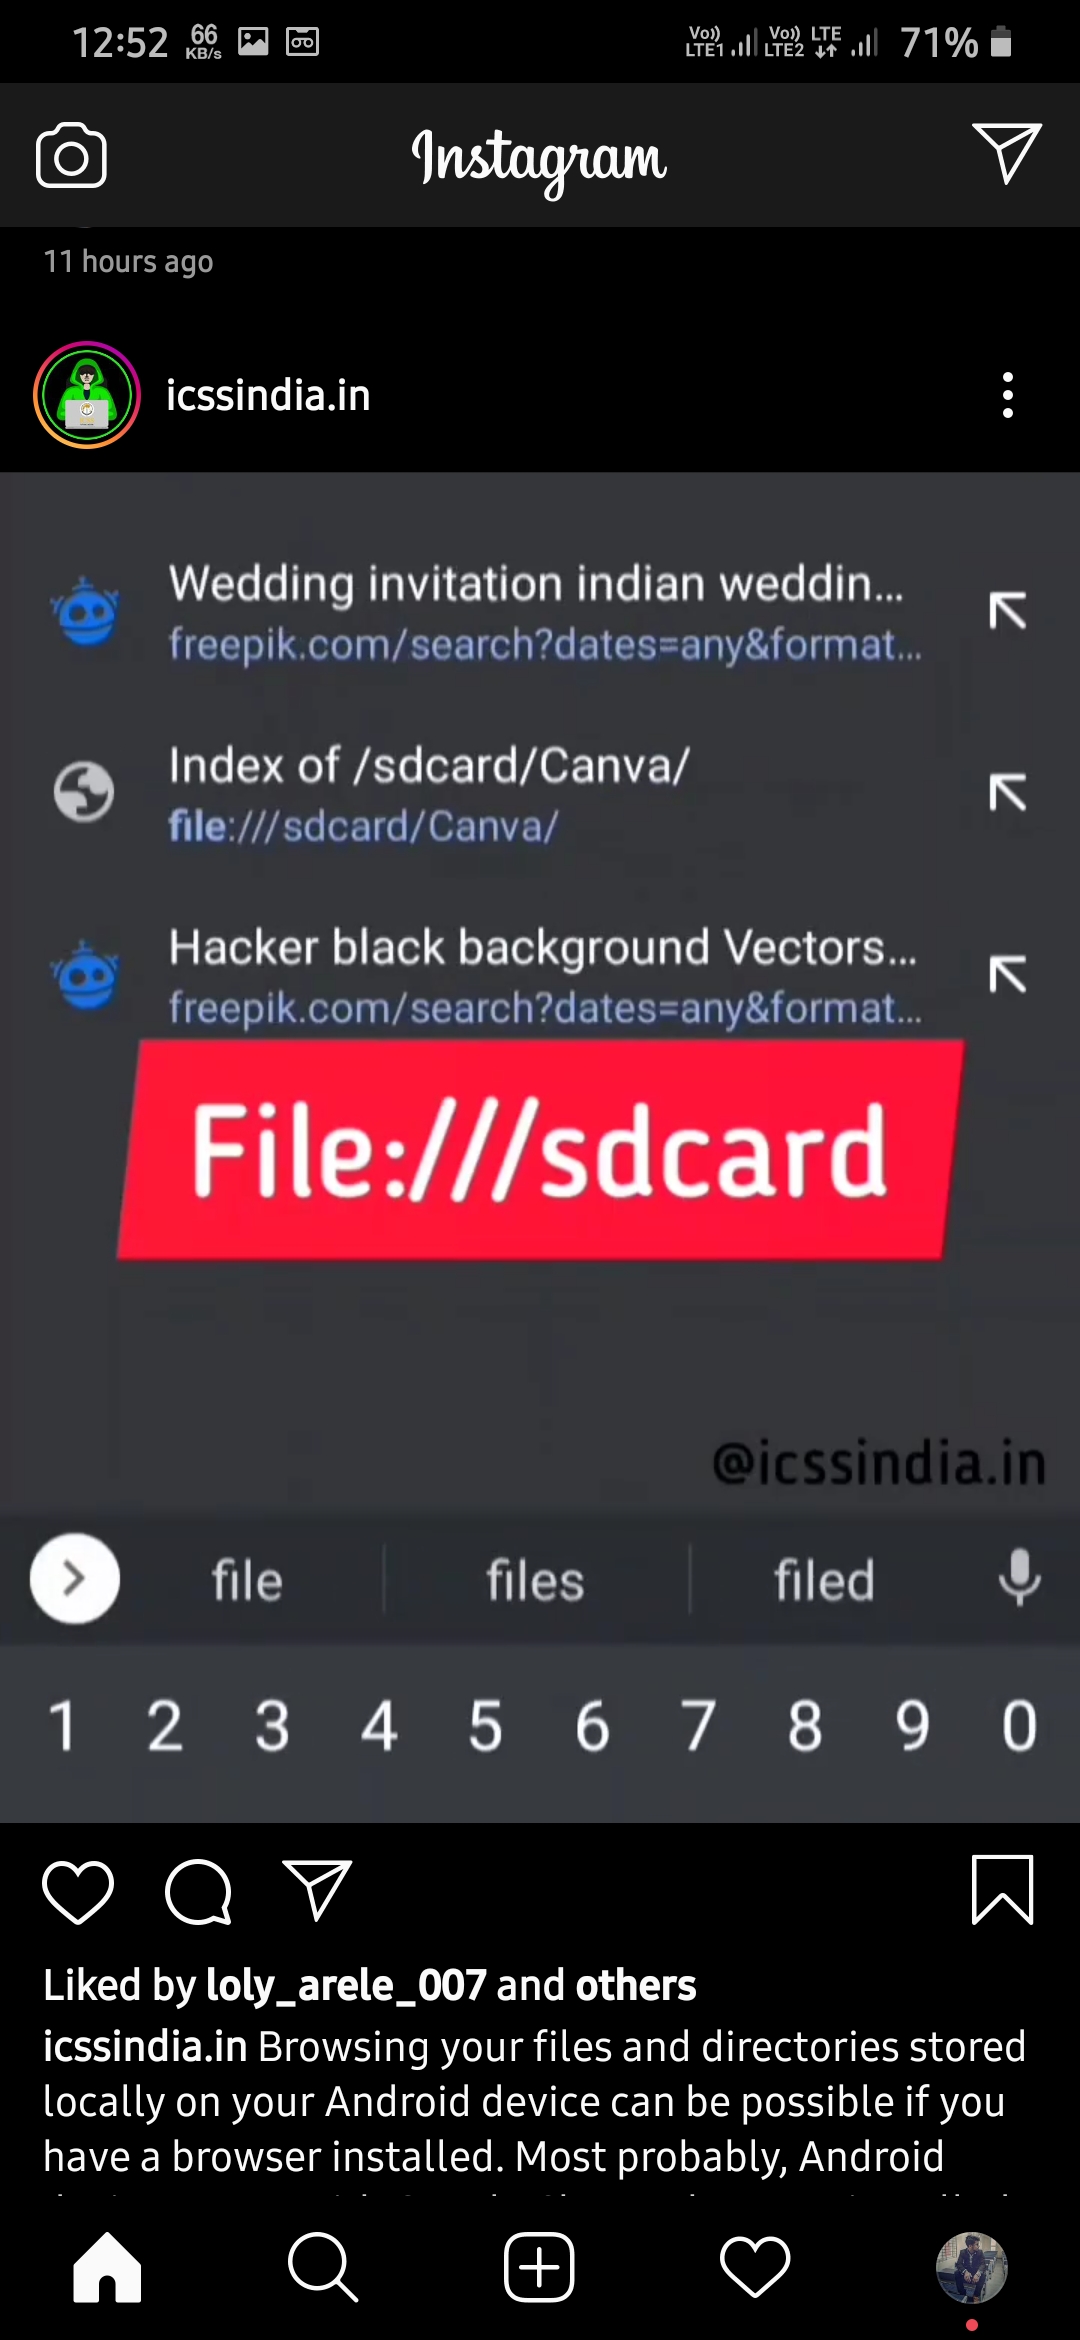 12:52 66 KB/s Vo)) LTE1 Vo)) LTE2 LTE 71%
Instagram
11 hours ago
icssindia.in
Wedding invitation indian weddin...
freepik.com/search?dates=any&format...
Index of /sdcard/Canva/
file:///sdcard/Canva/
Hacker black background Vectors...
freepik.com/search?dates=any&format...
File:///sdcard
@icssindia.in
file files filed
1 2 3 4 5 6 7 8 9 0
Liked by loly_arele_007 and others
icssindia.in Browsing your files and directories stored
locally on your Android device can be possible if you
have a browser installed. Most probably, Android